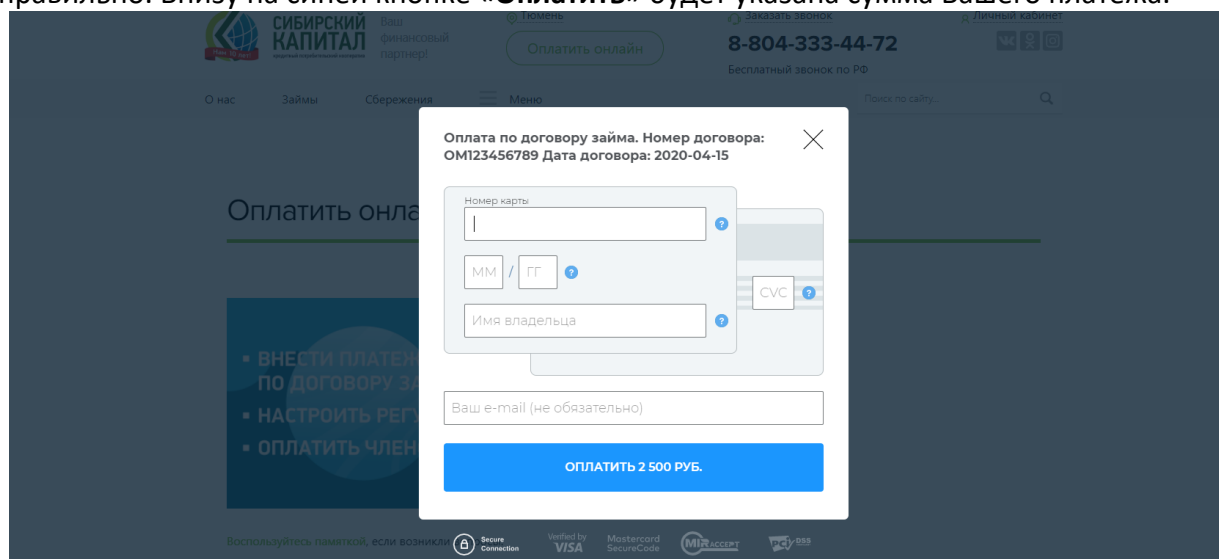 равильно. Внизу на синей кнопке «Оплатить» будет указана сумма Вашего платежа.
СИБИРСКИЙ
КАПИТАЛ
Ваш
финансовый
партнер!
Тюмень
Оплатить онлайн
Заказать звонок
8-804-333-44-72
Бесплатный звонок по РФ
Личный кабинет
О нас
Займы
Сбережения
Меню
Поиск по сайту...
Оплатить онла
Оплата по договору займа. Номер договора:
ОМ123456789 Дата договора: 2020-04-15
Номер карты
ММ / ГГ
CVC
Имя владельца
Ваш e-mail (не обязательно)
ОПЛАТИТЬ 2 500 РУБ.
ВНЕСТИ ПЛАТЕЖ
ПО ДОГОВОРУ ЗА
НАСТРОИТЬ РЕГУ
ОПЛАТИТЬ ЧЛЕН
Воспользуйтесь памяткой, если возникли
Secure
Connection
Verified by
VISA
Mastercard
SecureCode
MIR ACCEPT
PCI DSS